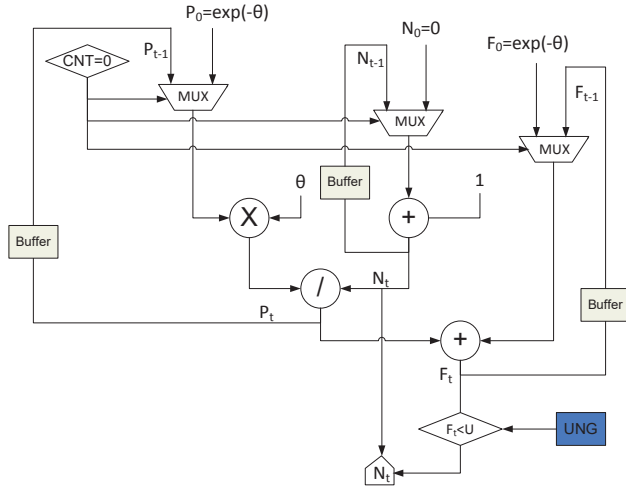 P₀=exp(-θ)
N₀=0
F₀=exp(-θ)
Pₜ₋₁
CNT=0
Nₜ₋₁
Fₜ₋₁
MUX
MUX
MUX
Buffer
θ
1
X
+
Buffer
/
Nₜ
Buffer
Pₜ
+
Fₜ
Fₜ<U
UNG
Nₜ